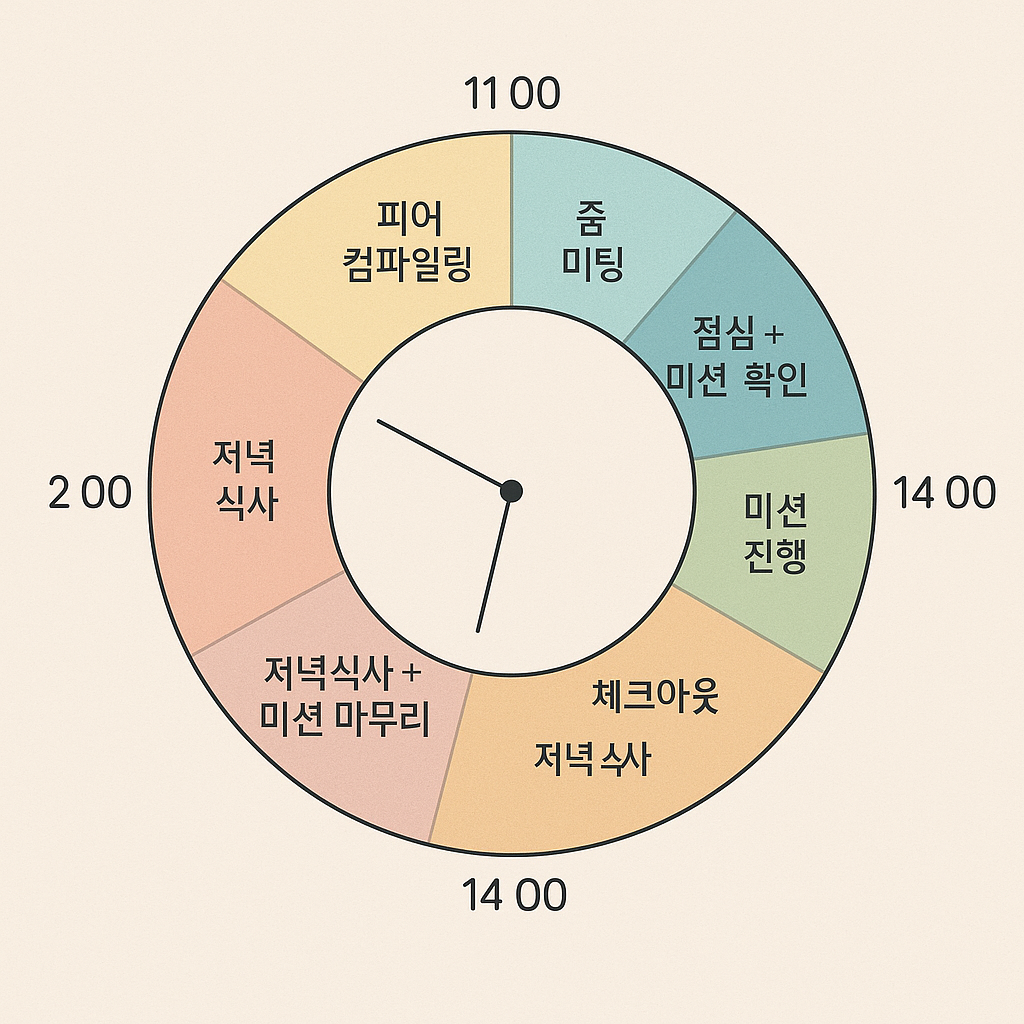 11 00
피어
컴파일링
줌
미팅
점심 +
미션 확인
2 00
저녁
식사
14 00
미션
진행
저녁식사 +
미션 마무리
체크아웃
저녁
14 00